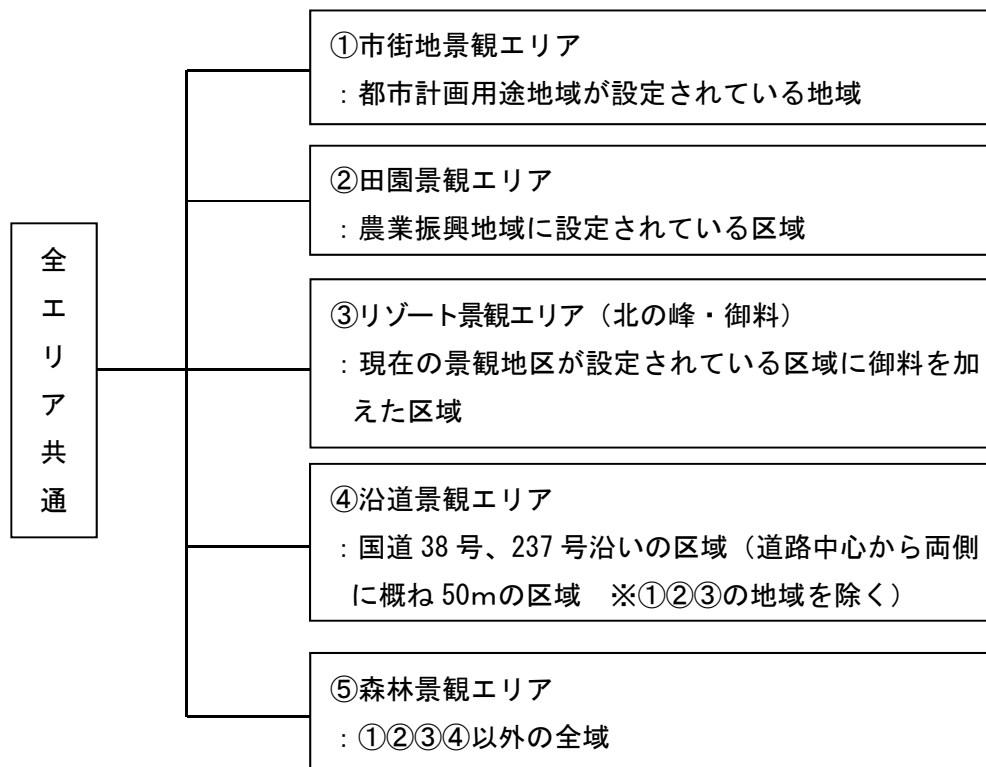 全エリア共通
①市街地景観エリア
：都市計画用途地域が設定されている地域
②田園景観エリア
：農業振興地域に設定されている区域
③リゾート景観エリア（北の峰・御料）
：現在の景観地区が設定されている区域に御料を加
えた区域
④沿道景観エリア
：国道 38 号、237 号沿いの区域（道路中心から両側
に概ね 50ｍの区域　※①②③の地域を除く）
⑤森林景観エリア
：①②③④以外の全域